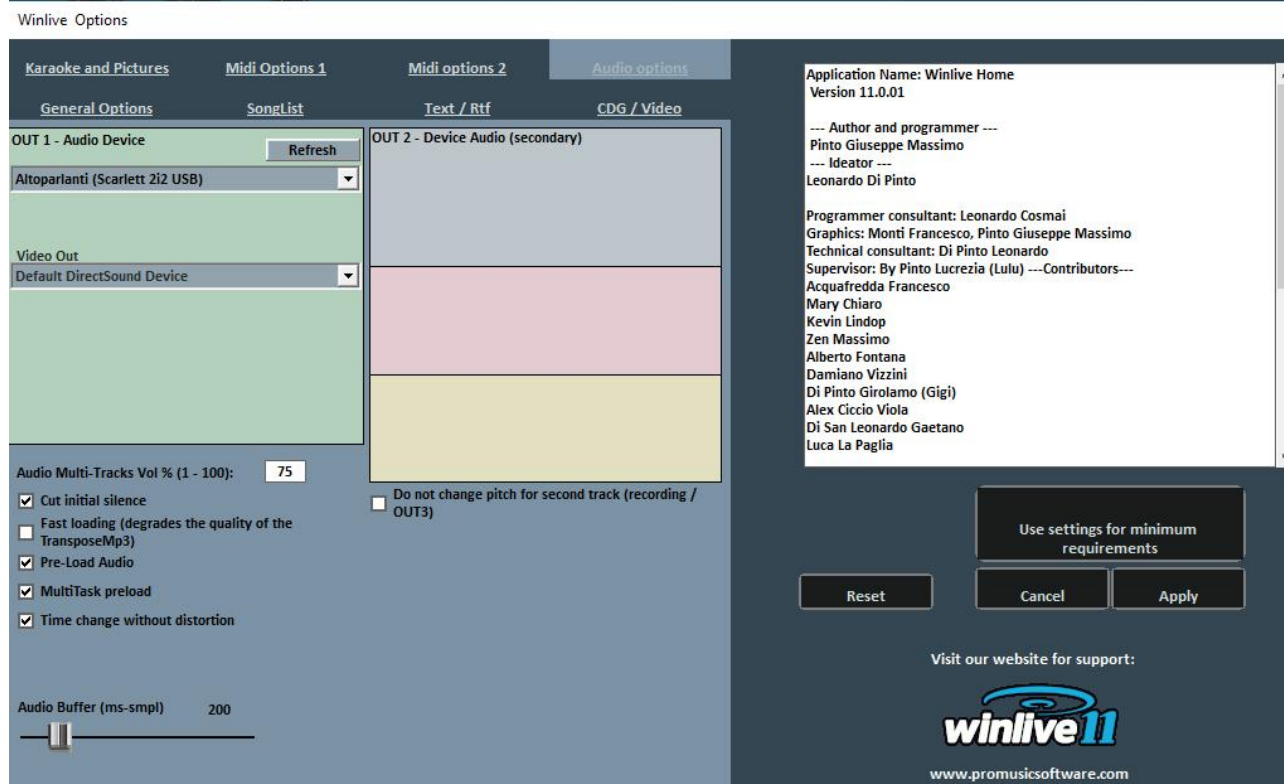 Winlive Options
Karaoke and Pictures
Midi Options 1
Midi options 2
Audio options
General Options
SongList
Text / Rtf
CDG / Video
OUT 1 - Audio Device
Refresh
Altoparlanti (Scarlett 2i2 USB)
Video Out
Default DirectSound Device
OUT 2 - Device Audio (secondary)
Audio Multi-Tracks Vol % (1 - 100):
75
Cut initial silence
Fast loading (degrades the quality of the
TransposeMp3)
Pre-Load Audio
MultiTask preload
Time change without distortion
Do not change pitch for second track (recording /
OUT3)
Audio Buffer (ms-smpl)
200
Application Name: Winlive Home
Version 11.0.01
--- Author and programmer ---
Pinto Giuseppe Massimo
--- Ideator ---
Leonardo Di Pinto
Programmer consultant: Leonardo Cosmai
Graphics: Monti Francesco, Pinto Giuseppe Massimo
Technical consultant: Di Pinto Leonardo
Supervisor: By Pinto Lucrezia (Lulu) ---Contributors---
Acquafredda Francesco
Mary Chiaro
Kevin Lindop
Zen Massimo
Alberto Fontana
Damiano Vizzini
Di Pinto Girolamo (Gigi)
Alex Ciccio Viola
Di San Leonardo Gaetano
Luca La Paglia
Use settings for minimum
requirements
Reset
Cancel
Apply
Visit our website for support:
winlive11
www.promusicsoftware.com